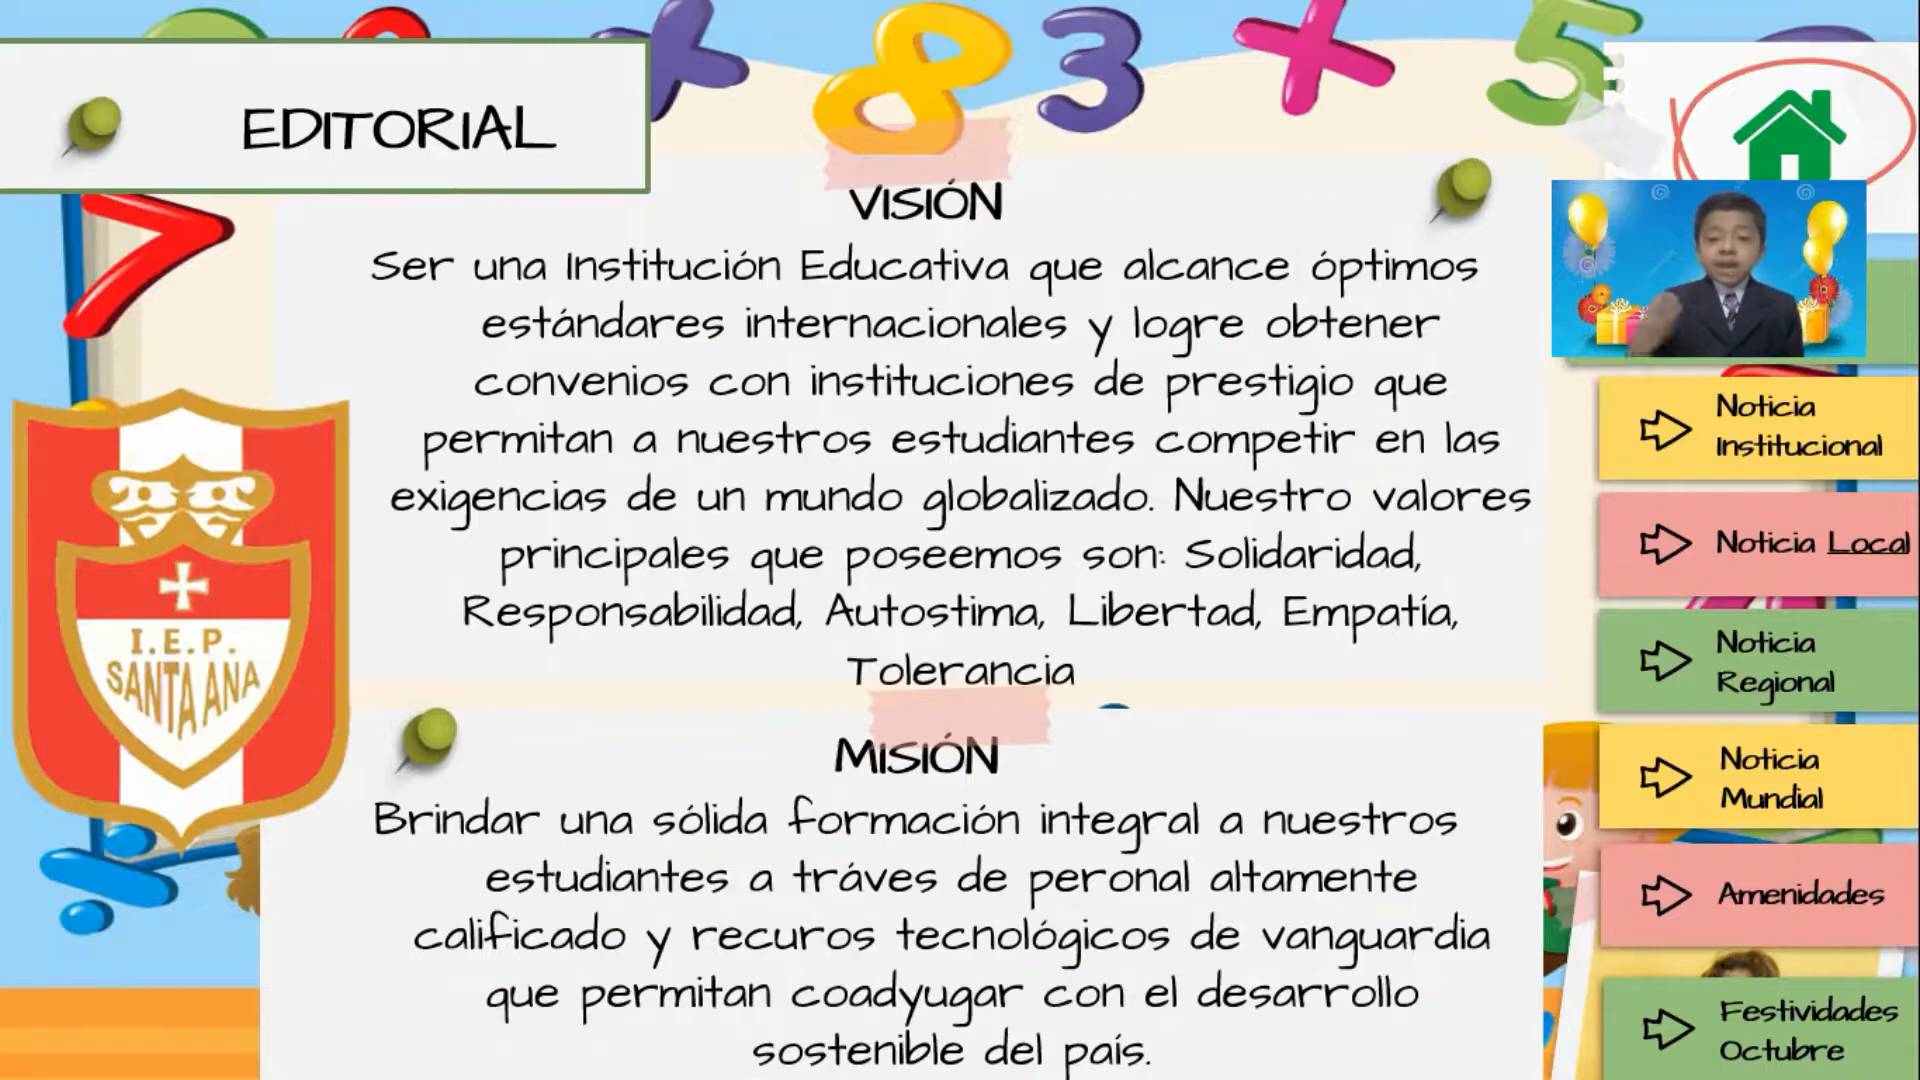 EDITORIAL
VISIÓN
Ser una Institución Educativa que alcance óptimos
estándares internacionales y logre obtener
convenios con instituciones de prestigio que
permitan a nuestros estudiantes competir en las
exigencias de un mundo globalizado. Nuestro valores
principales que poseemos son: Solidaridad,
Responsabilidad, Autostima, Libertad, Empatía,
Tolerancia
MISIÓN
Brindar una sólida formación integral a nuestros
estudiantes a tráves de peronal altamente
calificado y recuros tecnológicos de vanguardia
que permitan coadyugar con el desarrollo
sostenible del país.
I.E.P.
SANTA ANA
Noticia
Institucional
Noticia Local
Noticia
Regional
Noticia
Mundial
Amenidades
Festividades
Octubre
8 3 × 5
7